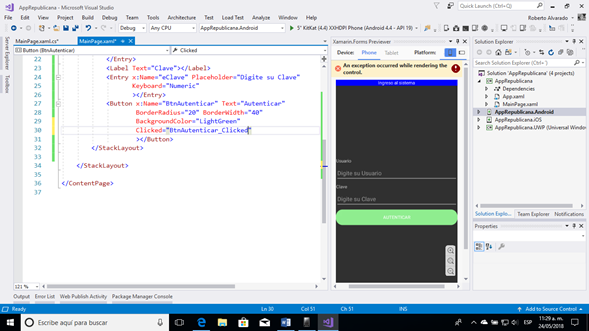 AppRepublicana - Microsoft Visual Studio
Quick Launch (Ctrl+Q)
File Edit View Project Build Debug Team Tools Architecture Test Local Test Analyze Window Help
Roberto Alvarado
Debug Any CPU AppRepublicana.Android 5" KitKat (4.4) XXHDPI Phone (Android 4.4 - API 19)
Server Explorer
Toolbox
MainPage.xaml.cs*
MainPage.xaml*
Button (BtnAutenticar)
Clicked
22 </Entry>
23 <Label Text="Clave"></Label>
24 <Entry x:Name="eClave" Placeholder="Digite su Clave"
25 Keyboard="Numeric"
26 ></Entry>
27 <Button x:Name="BtnAutenticar" Text="Autenticar"
28 BorderRadius="20" BorderWidth="40"
29 BackgroundColor="LightGreen"
30 Clicked="BtnAutenticar_Clicked"
31 ></Button>
32 </StackLayout>
33
34 </StackLayout>
35
36 </ContentPage>
37
121 %
Xamarin.Forms Previewer
Device: Phone Tablet Platform:
An exception occurred while rendering the control.
Ingreso al sistema
Usuario
Digite su Usuario
Clave
Digite su Clave
AUTENTICAR
Solution Explorer
Search Solution Explorer (Ctrl+')
Solution 'AppRepublicana' (4 projects)
AppRepublicana
Dependencies
App.xaml
MainPage.xaml
AppRepublicana.Android
AppRepublicana.iOS
AppRepublicana.UWP (Universal Window
Solution Explo... Team Explorer Notifications
Properties
Output Error List Web Publish Activity Package Manager Console
Ready Ln 30 Col 51 Ch 51 INS Add to Source Control
Escribe aquí para buscar
ESP
11:29 a. m.
24/05/2018